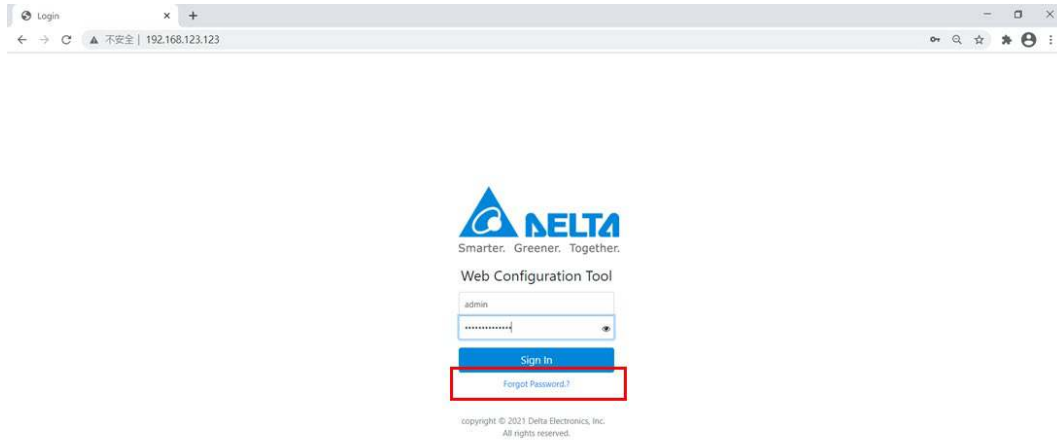 Login
不安全 | 192.168.123.123
DELTA
Smarter. Greener. Together.
Web Configuration Tool
admin
••••••••••••••
Sign In
Forgot Password.?
copyright © 2021 Delta Electronics, Inc.
All rights reserved.